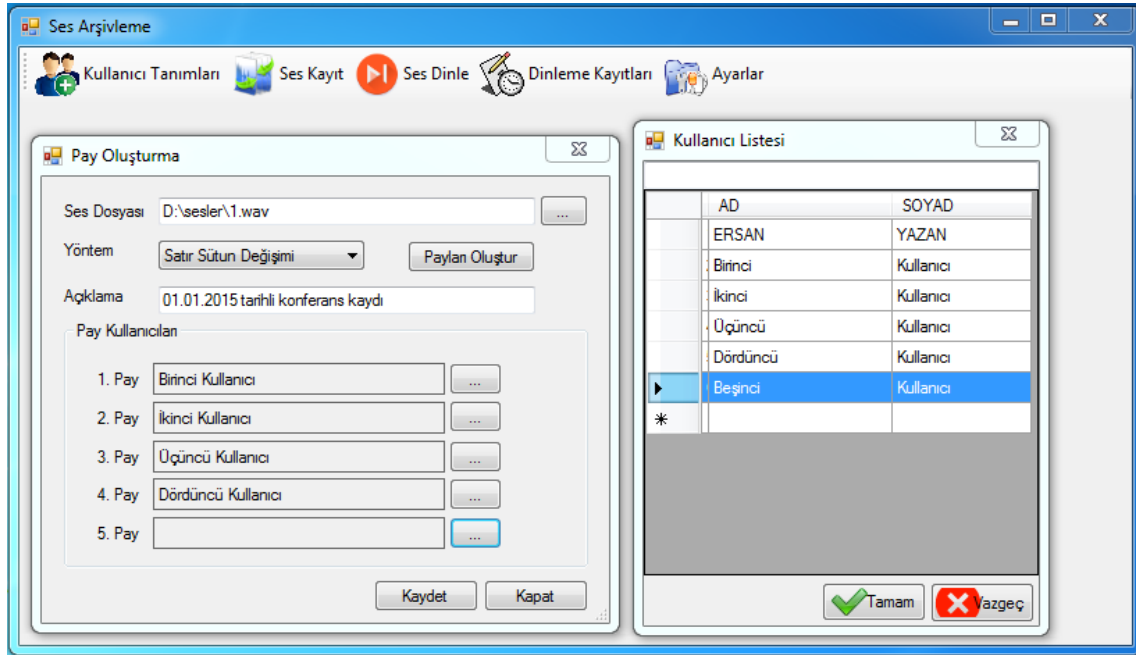 Ses Arşivleme
Kullanıcı Tanımları Ses Kayıt Ses Dinle Dinleme Kayıtları Ayarlar
Pay Oluşturma
Ses Dosyası D:\sesler\1.wav ...
Yöntem Satır Sütun Değişimi Payları Oluştur
Açıklama 01.01.2015 tarihli konferans kaydı
Pay Kullanıcıları
1. Pay Birinci Kullanıcı ...
2. Pay İkinci Kullanıcı ...
3. Pay Üçüncü Kullanıcı ...
4. Pay Dördüncü Kullanıcı ...
5. Pay ...
Kaydet Kapat
Kullanıcı Listesi
AD SOYAD
ERSAN YAZAN
Birinci Kullanıcı
İkinci Kullanıcı
Üçüncü Kullanıcı
Dördüncü Kullanıcı
Beşinci Kullanıcı
Tamam Vazgeç